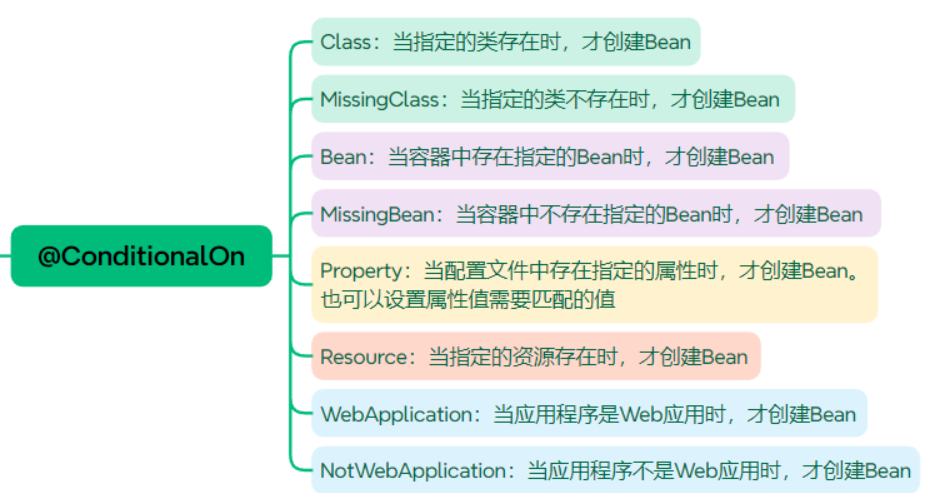 @ConditionalOn
Class：当指定的类存在时，才创建Bean
MissingClass：当指定的类不存在时，才创建Bean
Bean：当容器中存在指定的Bean时，才创建Bean
MissingBean：当容器中不存在指定的Bean时，才创建Bean
Property：当配置文件中存在指定的属性时，才创建Bean。
也可以设置属性值需要匹配的值
Resource：当指定的资源存在时，才创建Bean
WebApplication：当应用程序是Web应用时，才创建Bean
NotWebApplication：当应用程序不是Web应用时，才创建Bean